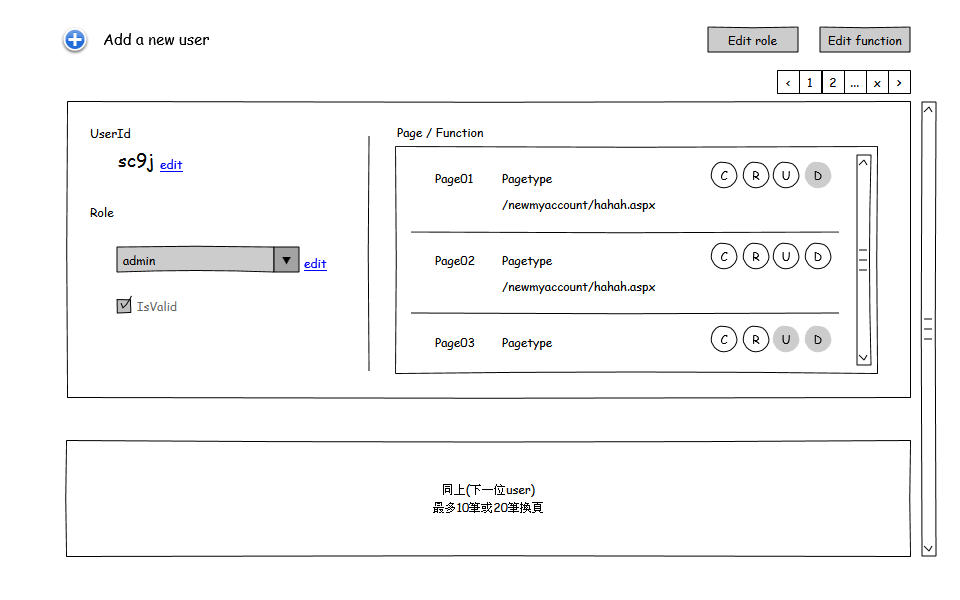 Add a new user
Edit role
Edit function
‹ 1 2 ... x ›
UserId
sc9j edit
Role
admin
edit
IsValid
Page / Function
Page01 Pagetype C R U D
/newmyaccount/hahah.aspx
Page02 Pagetype C R U D
/newmyaccount/hahah.aspx
Page03 Pagetype C R U D
同上(下一位user)
最多10筆或20筆換頁